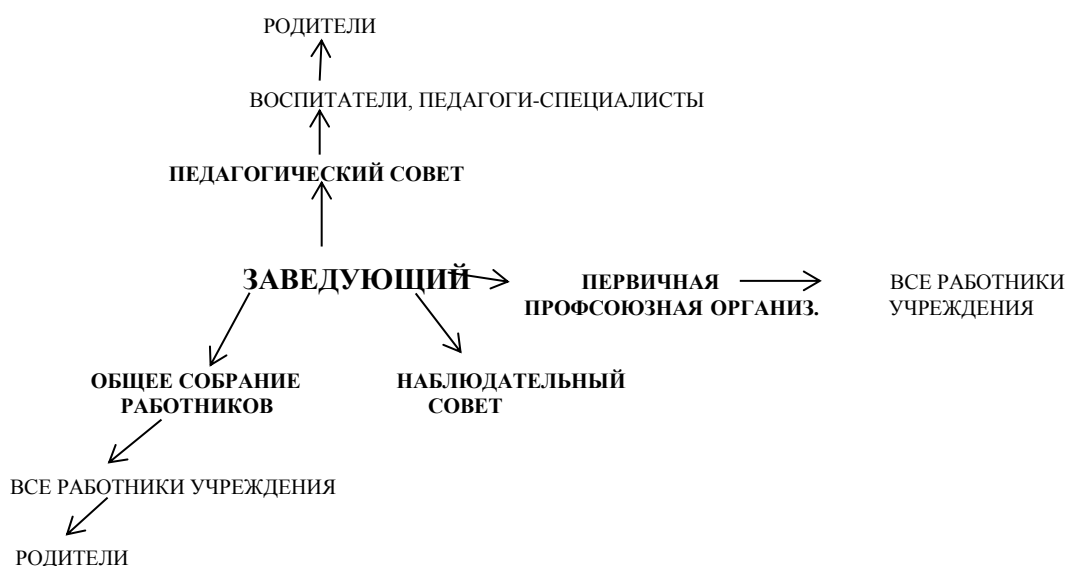 РОДИТЕЛИ
ВОСПИТАТЕЛИ, ПЕДАГОГИ-СПЕЦИАЛИСТЫ
ПЕДАГОГИЧЕСКИЙ СОВЕТ
ЗАВЕДУЮЩИЙ
ПЕРВИЧНАЯ
ПРОФСОЮЗНАЯ ОРГАНИЗ.
ВСЕ РАБОТНИКИ
УЧРЕЖДЕНИЯ
ОБЩЕЕ СОБРАНИЕ
РАБОТНИКОВ
НАБЛЮДАТЕЛЬНЫЙ
СОВЕТ
ВСЕ РАБОТНИКИ УЧРЕЖДЕНИЯ
РОДИТЕЛИ